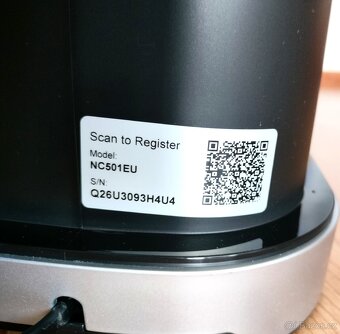 Scan to Register
Model:
NC501EU
S/N:
Q26U3093H4U4